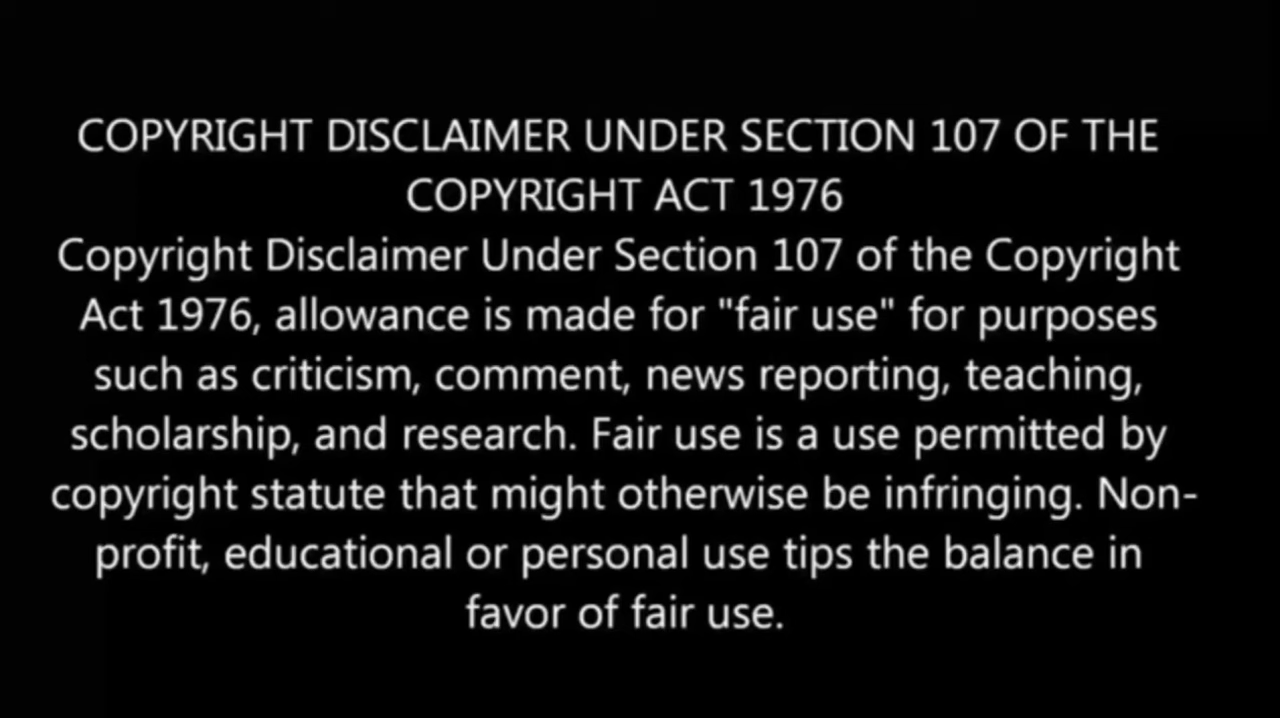 COPYRIGHT DISCLAIMER UNDER SECTION 107 OF THE
COPYRIGHT ACT 1976
Copyright Disclaimer Under Section 107 of the Copyright
Act 1976, allowance is made for "fair use" for purposes
such as criticism, comment, news reporting, teaching,
scholarship, and research. Fair use is a use permitted by
copyright statute that might otherwise be infringing. Non-
profit, educational or personal use tips the balance in
favor of fair use.